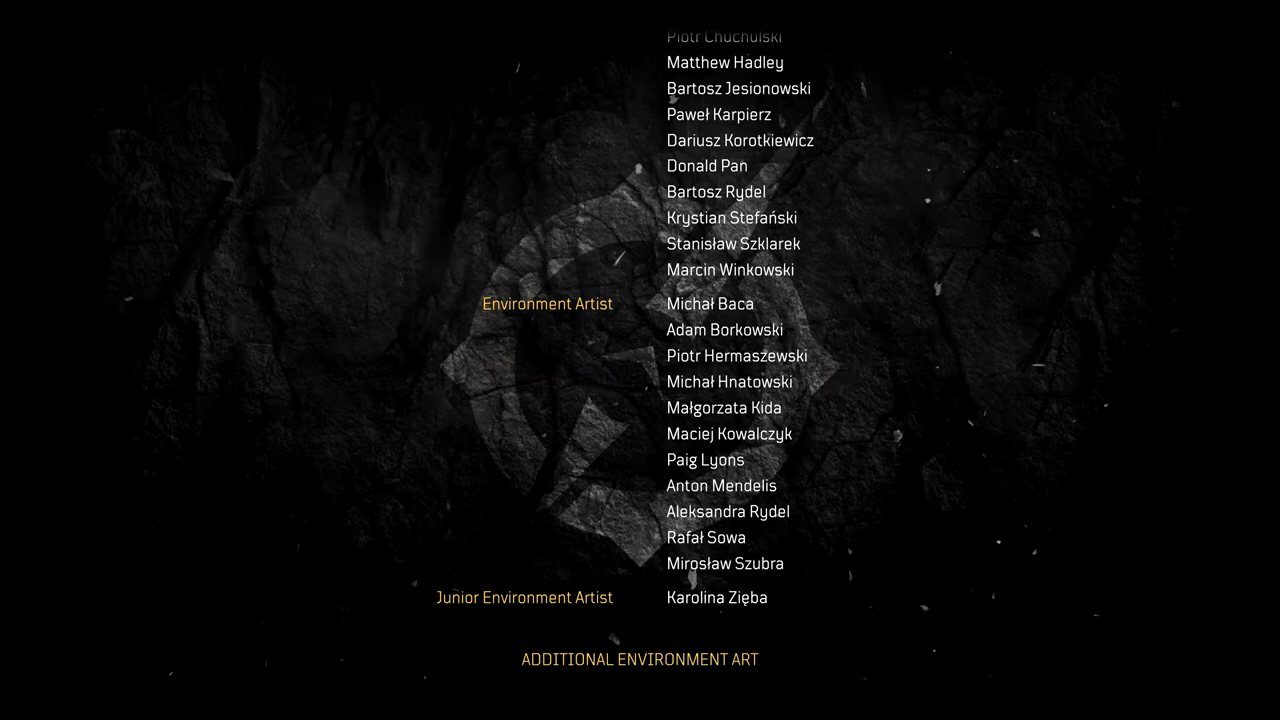 Piotr Chuchulski
Matthew Hadley
Bartosz Jesionowski
Paweł Karpierz
Dariusz Korotkiewicz
Donald Pan
Bartosz Rydel
Krystian Stefański
Stanisław Szklarek
Marcin Winkowski
Environment Artist Michał Baca
Adam Borkowski
Piotr Hermaszewski
Michał Hnatowski
Małgorzata Kida
Maciej Kowalczyk
Paig Lyons
Anton Mendelis
Aleksandra Rydel
Rafał Sowa
Mirosław Szubra
Junior Environment Artist Karolina Zięba
ADDITIONAL ENVIRONMENT ART